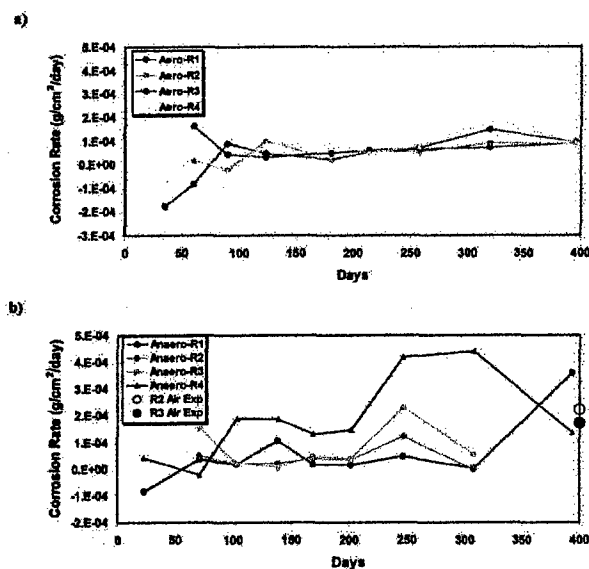 a)
Corrosion Rate (g/cm²/day)
5.E-04
4.E-04
3.E-04
2.E-04
1.E-04
0.E+00
-1.E-04
-2.E-04
-3.E-04
Aero-R1
Aero-R2
Aero-R3
Aero-R4
0 50 100 150 200 250 300 350 400
Days
b)
Corrosion Rate (g/cm²/day)
5.E-04
4.E-04
3.E-04
2.E-04
1.E-04
0.E+00
-1.E-04
-2.E-04
Anaero-R1
Anaero-R2
Anaero-R3
Anaero-R4
R2 Air Exp
R3 Air Exp
0 50 100 150 200 250 300 350 400
Days